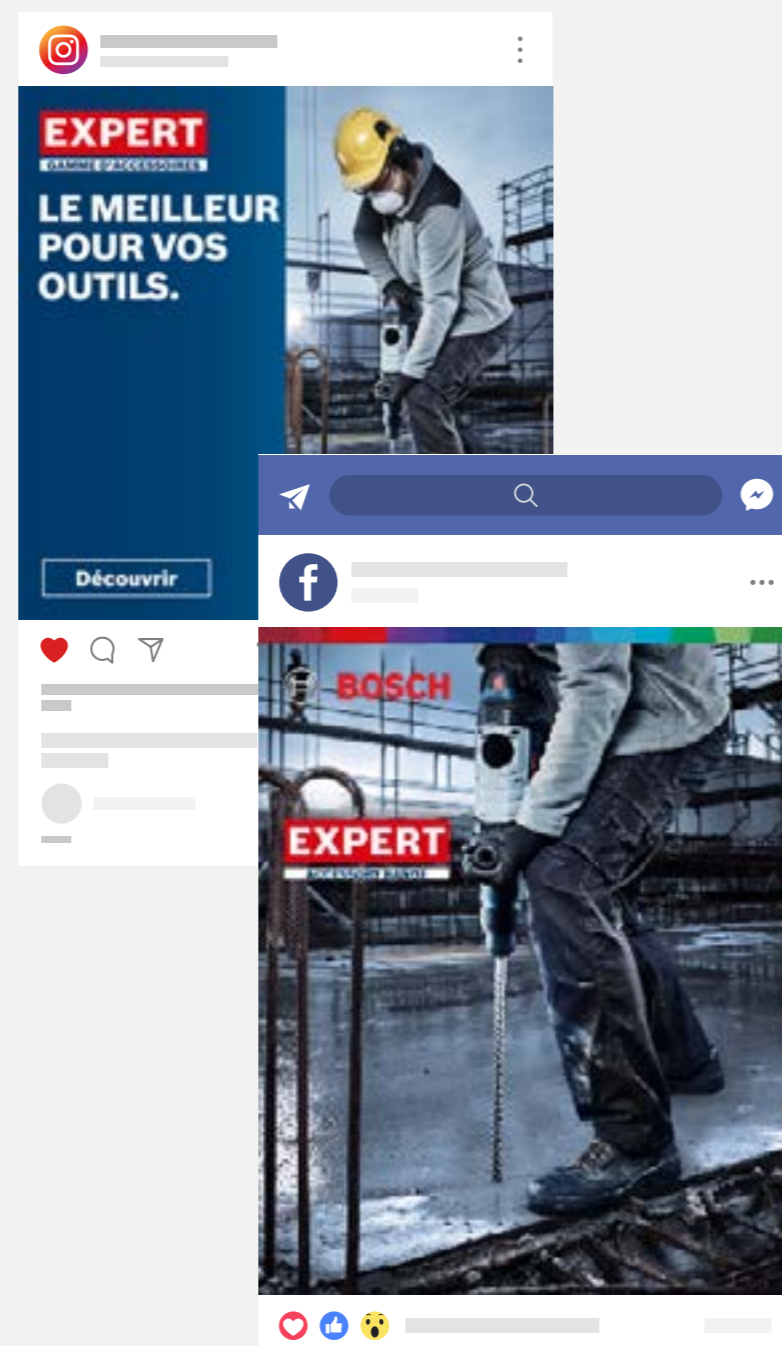 EXPERT
GAMME D'ACCESSOIRES
LE MEILLEUR
POUR VOS
OUTILS.
Découvrir
f
BOSCH
EXPERT
ACCESSORY RANGE